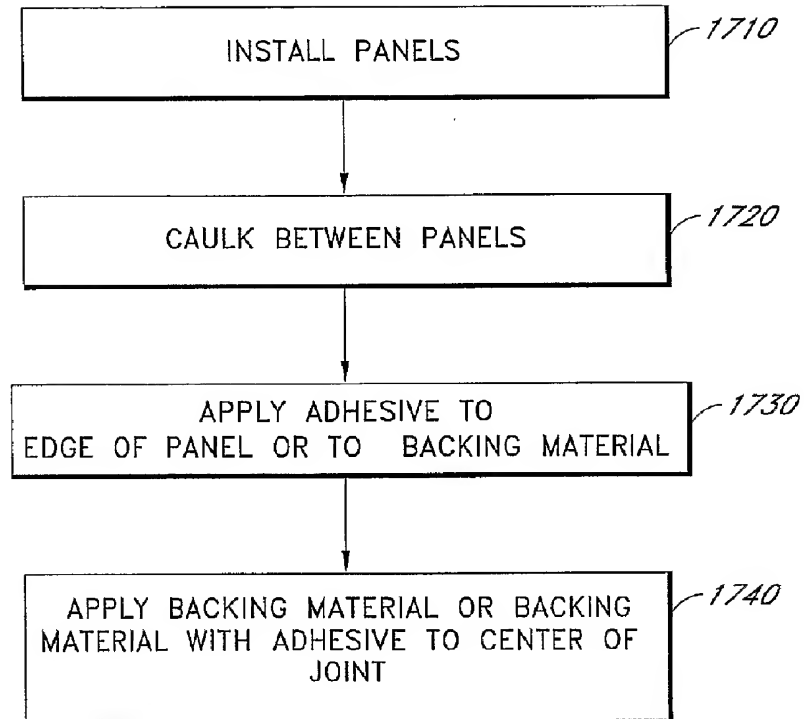 INSTALL PANELS
1710
CAULK BETWEEN PANELS
1720
APPLY ADHESIVE TO
EDGE OF PANEL OR TO BACKING MATERIAL
1730
APPLY BACKING MATERIAL OR BACKING
MATERIAL WITH ADHESIVE TO CENTER OF
JOINT
1740